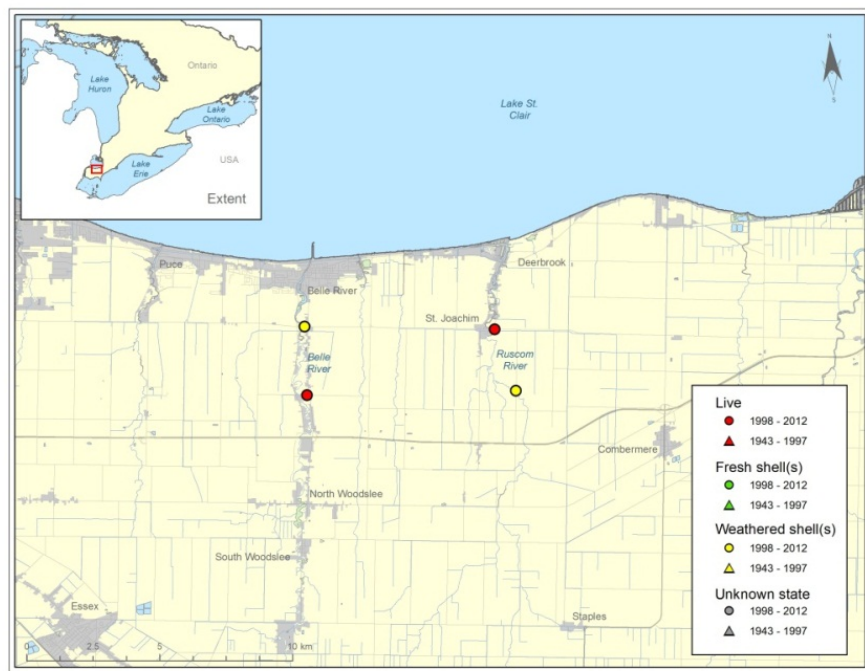 Ontario
Lake
Huron
Lake
Ontario
USA
Lake
Erie
Extent
N
S
Lake St.
Clair
Puce
Deerbrook
Belle River
St. Joachim
Belle
River
Ruscom
River
Combermere
North Woodslee
South Woodslee
Essex
Staples
0 2.5 5 10 km
Live
1998 - 2012
1943 - 1997
Fresh shell(s)
1998 - 2012
1943 - 1997
Weathered shell(s)
1998 - 2012
1943 - 1997
Unknown state
1998 - 2012
1943 - 1997